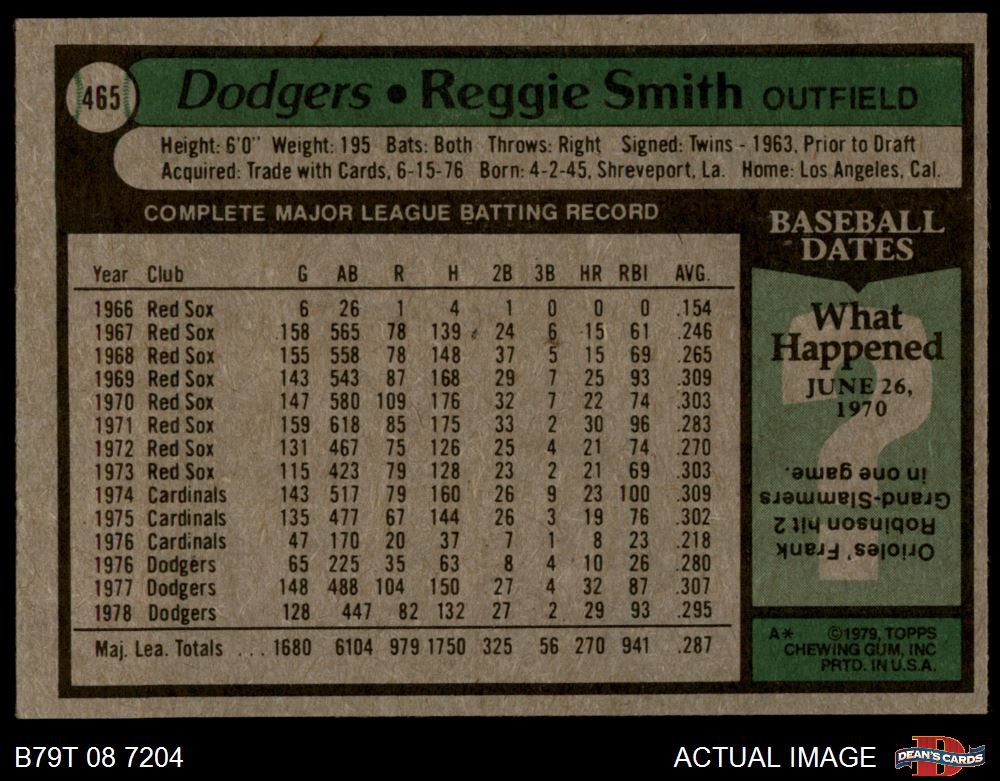 465 Dodgers • Reggie Smith OUTFIELD
Height: 6'0" Weight: 195 Bats: Both Throws: Right Signed: Twins - 1963, Prior to Draft
Acquired: Trade with Cards, 6-15-76 Born: 4-2-45, Shreveport, La. Home: Los Angeles, Cal.
COMPLETE MAJOR LEAGUE BATTING RECORD
Year Club G AB R H 2B 3B HR RBI AVG.
1966 Red Sox 6 26 1 4 1 0 0 0 .154
1967 Red Sox 158 565 78 139 24 6 15 61 .246
1968 Red Sox 155 558 78 148 37 5 15 69 .265
1969 Red Sox 143 543 87 168 29 7 25 93 .309
1970 Red Sox 147 580 109 176 32 7 22 74 .303
1971 Red Sox 159 618 85 175 33 2 30 96 .283
1972 Red Sox 131 467 75 126 25 4 21 74 .270
1973 Red Sox 115 423 79 128 23 2 21 69 .303
1974 Cardinals 143 517 79 160 26 9 23 100 .309
1975 Cardinals 135 477 67 144 26 3 19 76 .302
1976 Cardinals 47 170 20 37 7 1 8 23 .218
1976 Dodgers 65 225 35 63 8 4 10 26 .280
1977 Dodgers 148 488 104 150 27 4 32 87 .307
1978 Dodgers 128 447 82 132 27 2 29 93 .295
Maj. Lea. Totals ... 1680 6104 979 1750 325 56 270 941 .287
BASEBALL
DATES
What
Happened
JUNE 26,
1970
?
Orioles' Frank
Robinson hit 2
Grand-Slammers
in one game.
A* ©1979, TOPPS
CHEWING GUM, INC
PRTD. IN U.S.A.
B79T 08 7204
ACTUAL IMAGE
D
DEAN'S CARDS